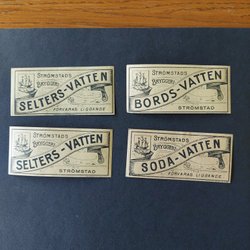 STRÖMSTADS
BRYGGERI
SELTERS-VATTEN
FÖRVARAS LIGGANDE
STRÖMSTADS
BRYGGERI
BORDS-VATTEN
STRÖMSTAD
STRÖMSTADS
BRYGGERI
SELTERS-VATTEN
STRÖMSTAD
STRÖMSTADS
BRYGGERI
SODA-VATTEN
FÖRVARAS LIGGANDE